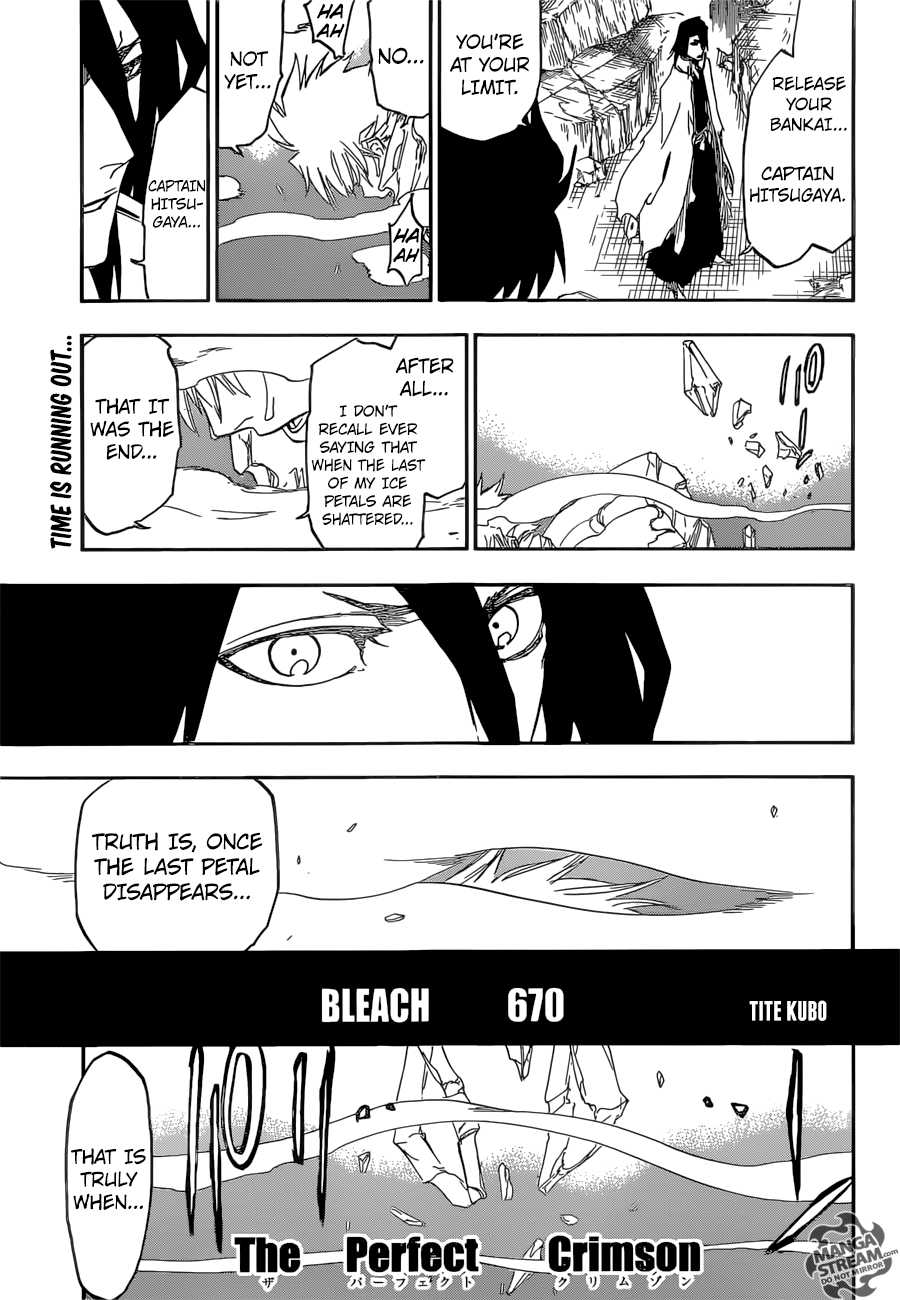 RELEASE
YOUR
BANKAI...
CAPTAIN
HITSUGAYA.
YOU'RE
AT YOUR
LIMIT.
NO...
HA
AH
NOT
YET...
HA
AH
CAPTAIN
HITSU-
GAYA...
TIME IS RUNNING OUT...
AFTER
ALL...
I DON'T
RECALL EVER
SAYING THAT
WHEN THE LAST
OF MY ICE
PETALS ARE
SHATTERED...
THAT IT
WAS THE
END...
TRUTH IS, ONCE
THE LAST PETAL
DISAPPEARS...
BLEACH 670 TITE KUBO
THAT IS
TRULY
WHEN...
The Perfect Crimson
ザ パーフェクト クリムゾン
MANGA
STREAM.com
DO NOT MIRROR